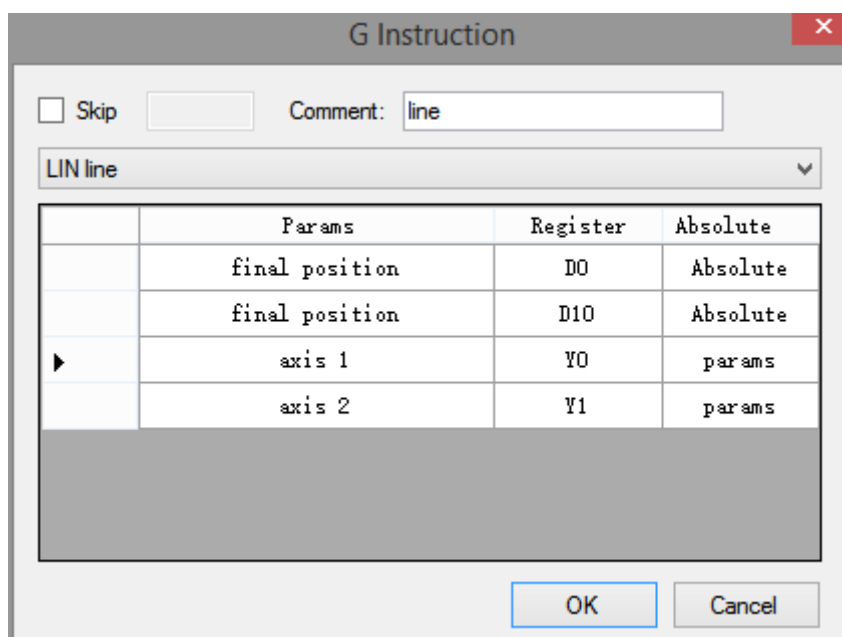 G Instruction
Skip Comment: line
LIN line
Params Register Absolute
final position D0 Absolute
final position D10 Absolute
axis 1 Y0 params
axis 2 Y1 params
OK Cancel